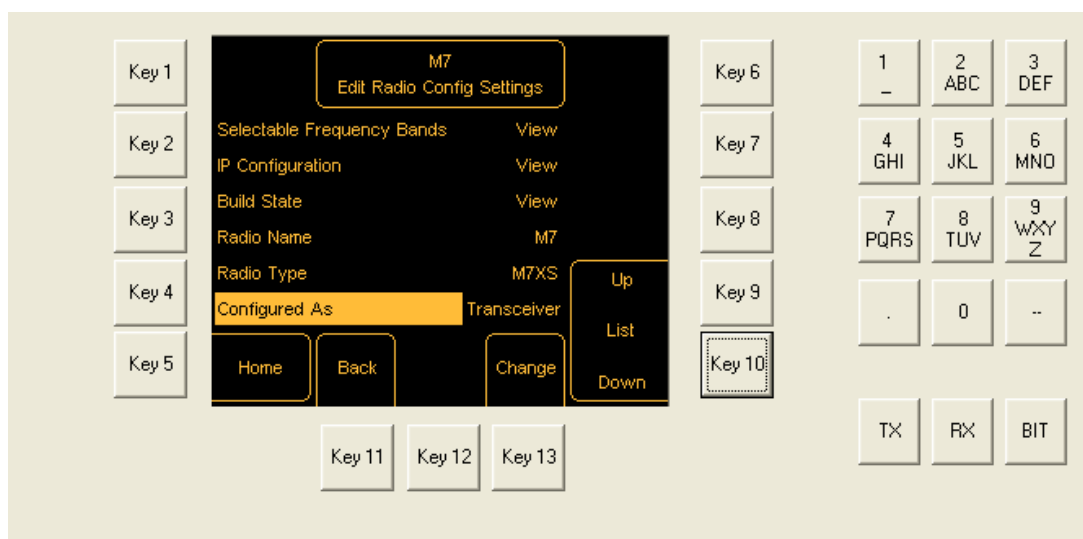 Key 1
Key 2
Key 3
Key 4
Key 5
M7
Edit Radio Config Settings
Selectable Frequency Bands View
IP Configuration View
Build State View
Radio Name M7
Radio Type M7XS
Configured As Transceiver
Up
List
Down
Home Back Change
Key 6
Key 7
Key 8
Key 9
Key 10
Key 11 Key 12 Key 13
1 2 3
_ ABC DEF
4 5 6
GHI JKL MNO
7 8 9
PQRS TUV WXY
Z
. 0 --
TX RX BIT